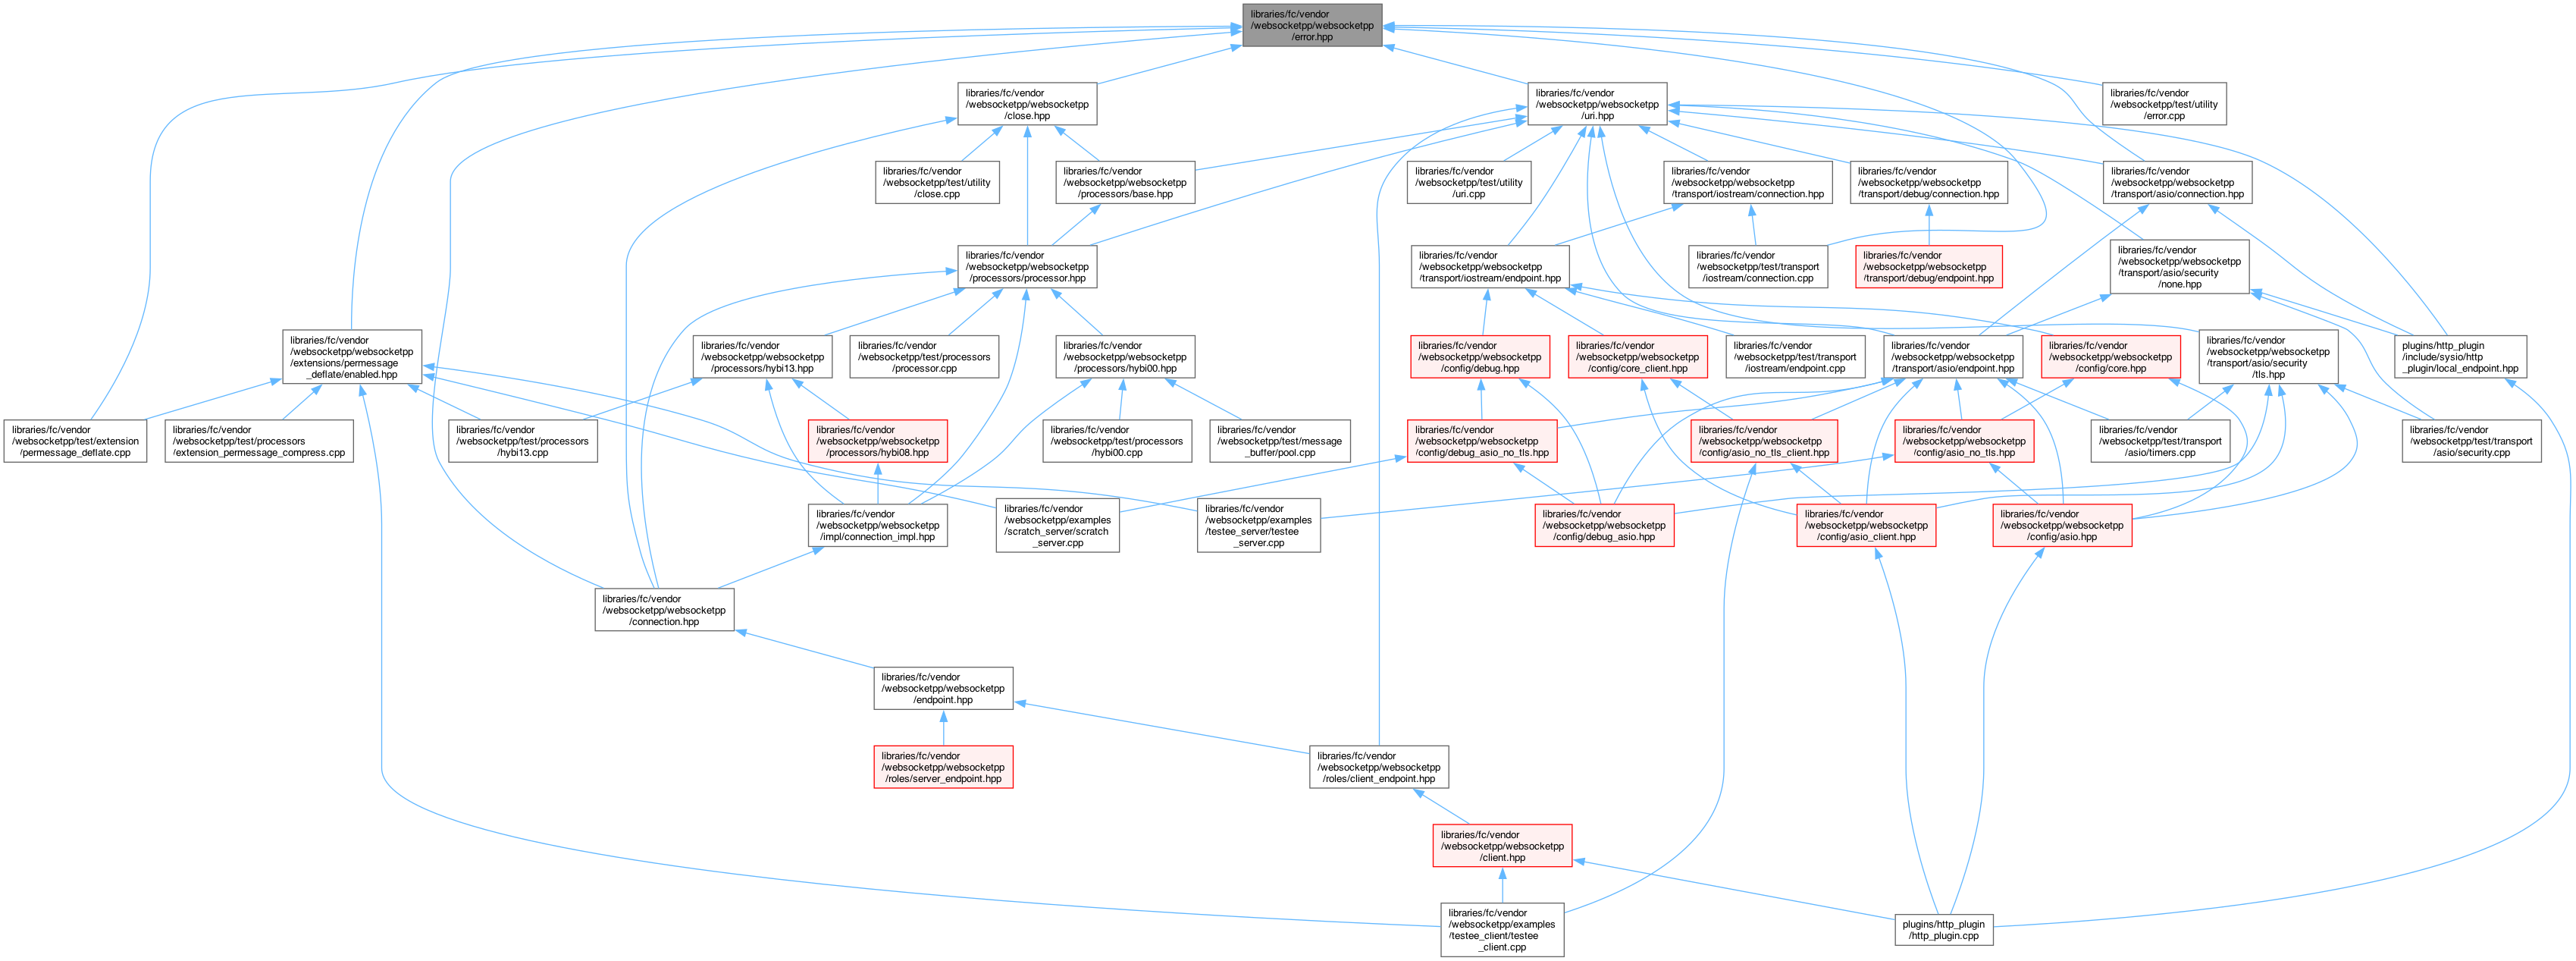 libraries/fc/vendor
/websocketpp/websocketpp
/error.hpp
libraries/fc/vendor
/websocketpp/websocketpp
/close.hpp
libraries/fc/vendor
/websocketpp/websocketpp
/uri.hpp
libraries/fc/vendor
/websocketpp/test/utility
/error.cpp
libraries/fc/vendor
/websocketpp/test/utility
/close.cpp
libraries/fc/vendor
/websocketpp/websocketpp
/processors/base.hpp
libraries/fc/vendor
/websocketpp/test/utility
/uri.cpp
libraries/fc/vendor
/websocketpp/websocketpp
/transport/iostream/connection.hpp
libraries/fc/vendor
/websocketpp/websocketpp
/transport/debug/connection.hpp
libraries/fc/vendor
/websocketpp/websocketpp
/transport/asio/connection.hpp
libraries/fc/vendor
/websocketpp/websocketpp
/processors/processor.hpp
libraries/fc/vendor
/websocketpp/websocketpp
/transport/iostream/endpoint.hpp
libraries/fc/vendor
/websocketpp/test/transport
/iostream/connection.cpp
libraries/fc/vendor
/websocketpp/websocketpp
/transport/debug/endpoint.hpp
libraries/fc/vendor
/websocketpp/websocketpp
/transport/asio/security
/none.hpp
libraries/fc/vendor
/websocketpp/websocketpp
/extensions/permessage
_deflate/enabled.hpp
libraries/fc/vendor
/websocketpp/websocketpp
/processors/hybi13.hpp
libraries/fc/vendor
/websocketpp/test/processors
/processor.cpp
libraries/fc/vendor
/websocketpp/websocketpp
/processors/hybi00.hpp
libraries/fc/vendor
/websocketpp/websocketpp
/config/debug.hpp
libraries/fc/vendor
/websocketpp/websocketpp
/config/core_client.hpp
libraries/fc/vendor
/websocketpp/test/transport
/iostream/endpoint.cpp
libraries/fc/vendor
/websocketpp/websocketpp
/transport/asio/endpoint.hpp
libraries/fc/vendor
/websocketpp/websocketpp
/config/core.hpp
libraries/fc/vendor
/websocketpp/websocketpp
/transport/asio/security
/tls.hpp
plugins/http_plugin
/include/sysio/http
_plugin/local_endpoint.hpp
libraries/fc/vendor
/websocketpp/test/extension
/permessage_deflate.cpp
libraries/fc/vendor
/websocketpp/test/processors
/extension_permessage_compress.cpp
libraries/fc/vendor
/websocketpp/test/processors
/hybi13.cpp
libraries/fc/vendor
/websocketpp/websocketpp
/processors/hybi08.hpp
libraries/fc/vendor
/websocketpp/test/processors
/hybi00.cpp
libraries/fc/vendor
/websocketpp/test/message
_buffer/pool.cpp
libraries/fc/vendor
/websocketpp/websocketpp
/config/debug_asio_no_tls.hpp
libraries/fc/vendor
/websocketpp/websocketpp
/config/asio_no_tls_client.hpp
libraries/fc/vendor
/websocketpp/websocketpp
/config/asio_no_tls.hpp
libraries/fc/vendor
/websocketpp/test/transport
/asio/timers.cpp
libraries/fc/vendor
/websocketpp/test/transport
/asio/security.cpp
libraries/fc/vendor
/websocketpp/websocketpp
/impl/connection_impl.hpp
libraries/fc/vendor
/websocketpp/examples
/scratch_server/scratch
_server.cpp
libraries/fc/vendor
/websocketpp/examples
/testee_server/testee
_server.cpp
libraries/fc/vendor
/websocketpp/websocketpp
/config/debug_asio.hpp
libraries/fc/vendor
/websocketpp/websocketpp
/config/asio_client.hpp
libraries/fc/vendor
/websocketpp/websocketpp
/config/asio.hpp
libraries/fc/vendor
/websocketpp/websocketpp
/connection.hpp
libraries/fc/vendor
/websocketpp/websocketpp
/endpoint.hpp
libraries/fc/vendor
/websocketpp/websocketpp
/roles/server_endpoint.hpp
libraries/fc/vendor
/websocketpp/websocketpp
/roles/client_endpoint.hpp
libraries/fc/vendor
/websocketpp/websocketpp
/client.hpp
libraries/fc/vendor
/websocketpp/examples
/testee_client/testee
_client.cpp
plugins/http_plugin
/http_plugin.cpp